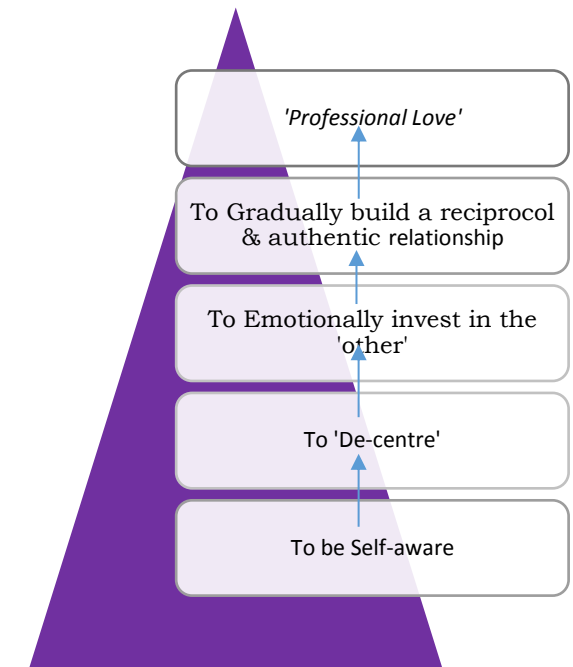 'Professional Love'
To Gradually build a reciprocol
& authentic relationship
To Emotionally invest in the
'other'
To 'De-centre'
To be Self-aware